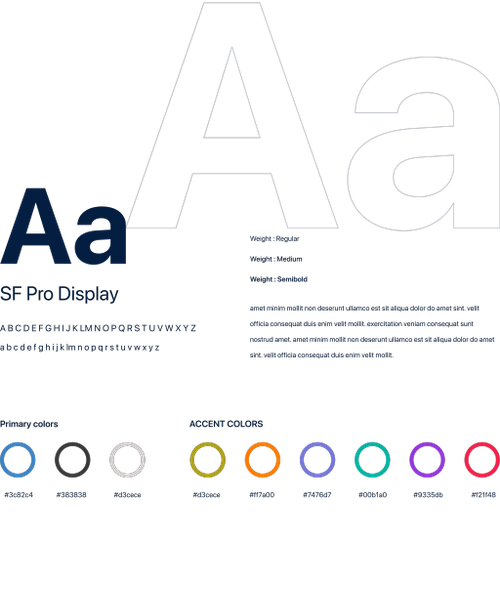 Aa
Aa
SF Pro Display
A B C D E F G H I J K L M N O P Q R S T U V W X Y Z
a b c d e f g h i j k l m n o p q r s t u v w x y z
Weight : Regular
Weight : Medium
Weight : Semibold
amet minim mollit non deserunt ullamco est sit aliqua dolor do amet sint. velit
officia consequat duis enim velit mollit. exercitation veniam consequat sunt
nostrud amet. amet minim mollit non deserunt ullamco est sit aliqua dolor do amet
sint. velit officia consequat duis enim velit mollit.
Primary colors
#3c82c4 #383838 #d3cece
ACCENT COLORS
#d3cece #ff7a00 #7476d7 #00b1a0 #9335db #f21f48